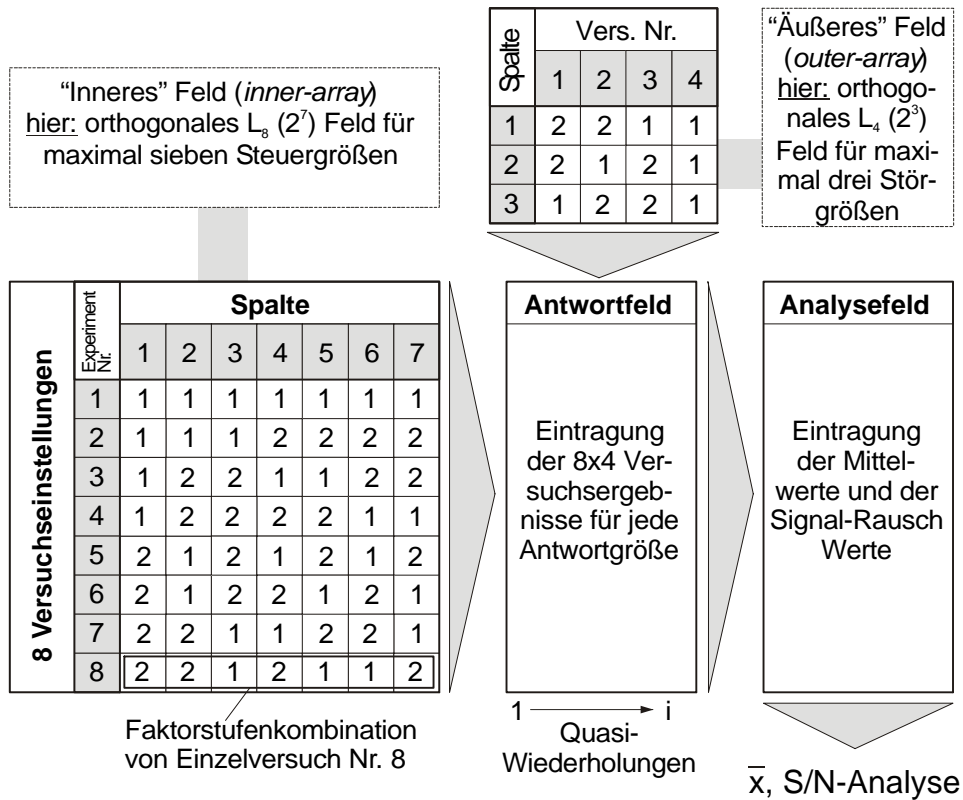 “Inneres” Feld (inner-array)
hier: orthogonales L₈ (2⁷) Feld für
maximal sieben Steuergrößen
Spalte
Vers. Nr.
1 2 3 4
1 2 2 1 1
2 2 1 2 1
3 1 2 2 1
“Äußeres” Feld
(outer-array)
hier: orthogo-
nales L₄ (2³)
Feld für maxi-
mal drei Stör-
größen
8 Versuchseinstellungen
Experiment
Nr.
Spalte
1 2 3 4 5 6 7
1 1 1 1 1 1 1 1
2 1 1 1 2 2 2 2
3 1 2 2 1 1 2 2
4 1 2 2 2 2 1 1
5 2 1 2 1 2 1 2
6 2 1 2 2 1 2 1
7 2 2 1 1 2 2 1
8 2 2 1 2 1 1 2
Faktorstufenkombination
von Einzelversuch Nr. 8
Antwortfeld
Eintragung
der 8x4 Ver-
suchsergeb-
nisse für jede
Antwortgröße
1 → i
Quasi-
Wiederholungen
Analysefeld
Eintragung
der Mittel-
werte und der
Signal-Rausch
Werte
x̅, S/N-Analyse